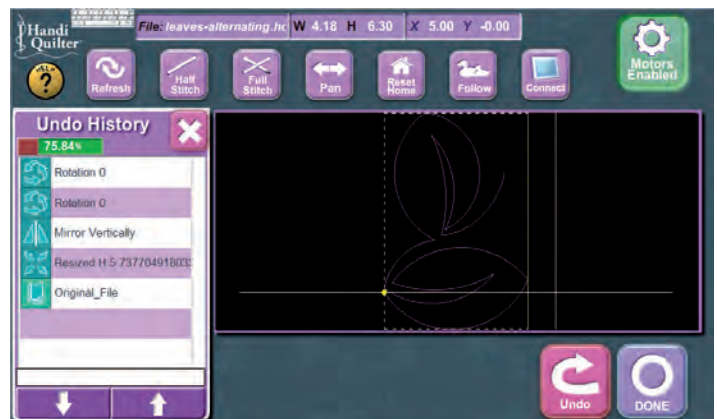 Handi Quilter
File: leaves-alternating.hc W 4.18 H 6.30 X 5.00 Y -0.00
HELP ?
Refresh
Half Stitch
Full Stitch
Pan
Reset Home
Follow
Connect
Motors Enabled
Undo History
75.84%
Rotation 0
Rotation 0
Mirror Vertically
Resized H 5.7377049180
Original_File
Undo
DONE